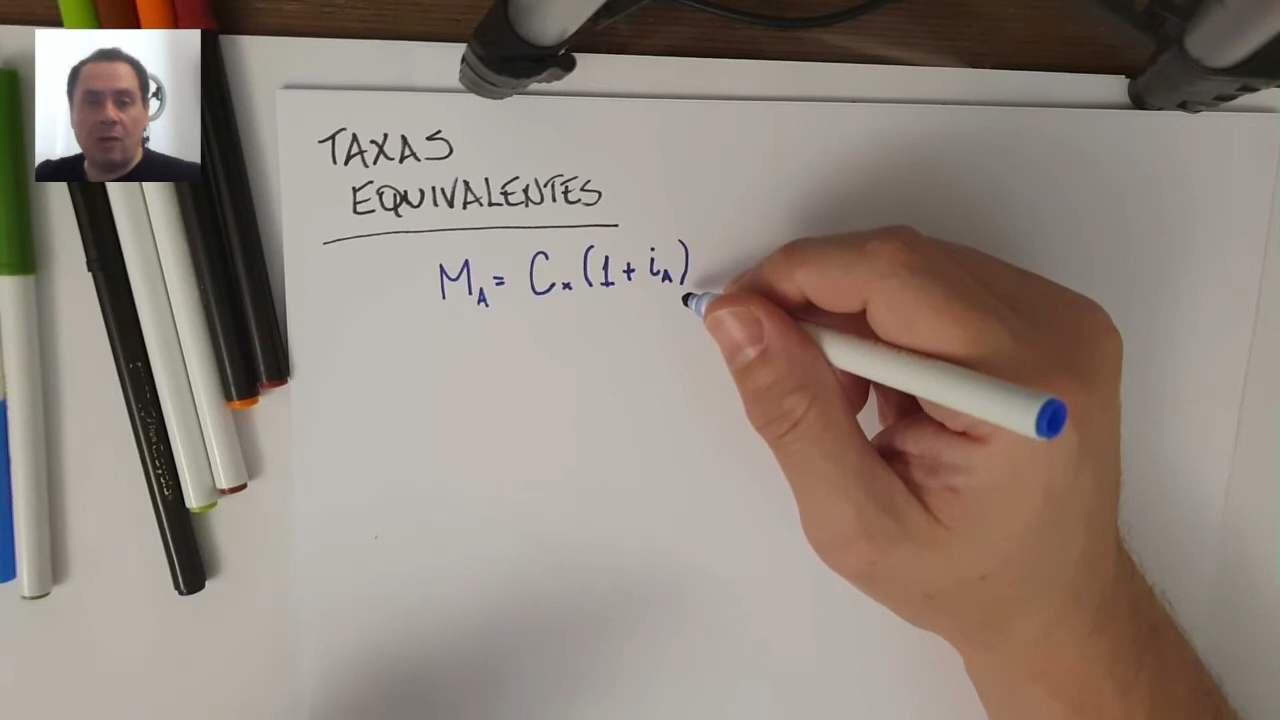 TAXAS
EQUIVALENTES
M_A = C × (1 + i_A)